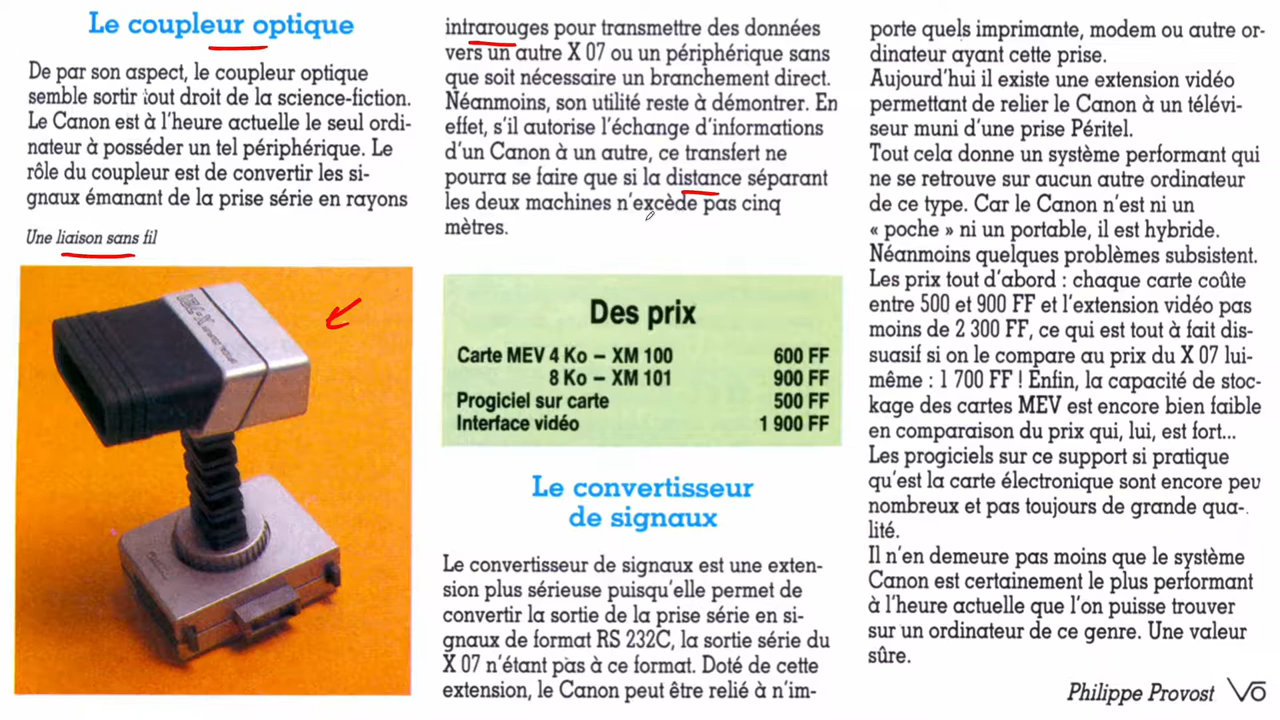 Le coupleur optique
De par son aspect, le coupleur optique
semble sortir tout droit de la science-fiction.
Le Canon est à l'heure actuelle le seul ordi-
nateur à posséder un tel périphérique. Le
rôle du coupleur est de convertir les si-
gnaux émanant de la prise série en rayons
Une liaison sans fil
intrarouges pour transmettre des données
vers un autre X 07 ou un périphérique sans
que soit nécessaire un branchement direct.
Néanmoins, son utilité reste à démontrer. En
effet, s'il autorise l'échange d'informations
d'un Canon à un autre, ce transfert ne
pourra se faire que si la distance séparant
les deux machines n'excède pas cinq
mètres.
Des prix
Carte MEV 4 Ko – XM 100 600 FF
8 Ko – XM 101 900 FF
Progiciel sur carte 500 FF
Interface vidéo 1 900 FF
Le convertisseur
de signaux
Le convertisseur de signaux est une exten-
sion plus sérieuse puisqu'elle permet de
convertir la sortie de la prise série en si-
gnaux de format RS 232C, la sortie série du
X 07 n'étant pas à ce format. Doté de cette
extension, le Canon peut être relié à n'im-
porte quels imprimante, modem ou autre or-
dinateur ayant cette prise.
Aujourd'hui il existe une extension vidéo
permettant de relier le Canon à un télévi-
seur muni d'une prise Péritel.
Tout cela donne un système performant qui
ne se retrouve sur aucun autre ordinateur
de ce type. Car le Canon n'est ni un
« poche » ni un portable, il est hybride.
Néanmoins quelques problèmes subsistent.
Les prix tout d'abord : chaque carte coûte
entre 500 et 900 FF et l'extension vidéo pas
moins de 2 300 FF, ce qui est tout à fait dis-
suasif si on le compare au prix du X 07 lui-
même : 1 700 FF ! Enfin, la capacité de stoc-
kage des cartes MEV est encore bien faible
en comparaison du prix qui, lui, est fort...
Les progiciels sur ce support si pratique
qu'est la carte électronique sont encore peu
nombreux et pas toujours de grande qua-
lité.
Il n'en demeure pas moins que le système
Canon est certainement le plus performant
à l'heure actuelle que l'on puisse trouver
sur un ordinateur de ce genre. Une valeur
sûre.
Philippe Provost